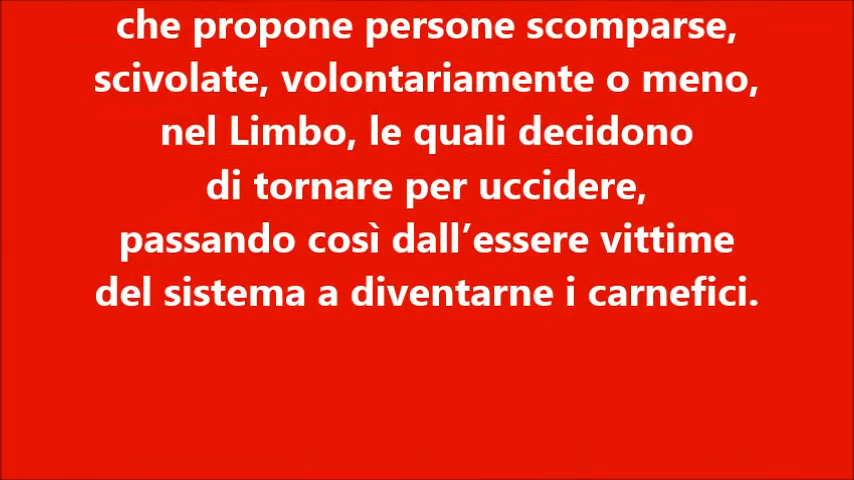 che propone persone scomparse,
scivolate, volontariamente o meno,
nel Limbo, le quali decidono
di tornare per uccidere,
passando così dall’essere vittime
del sistema a diventarne i carnefici.